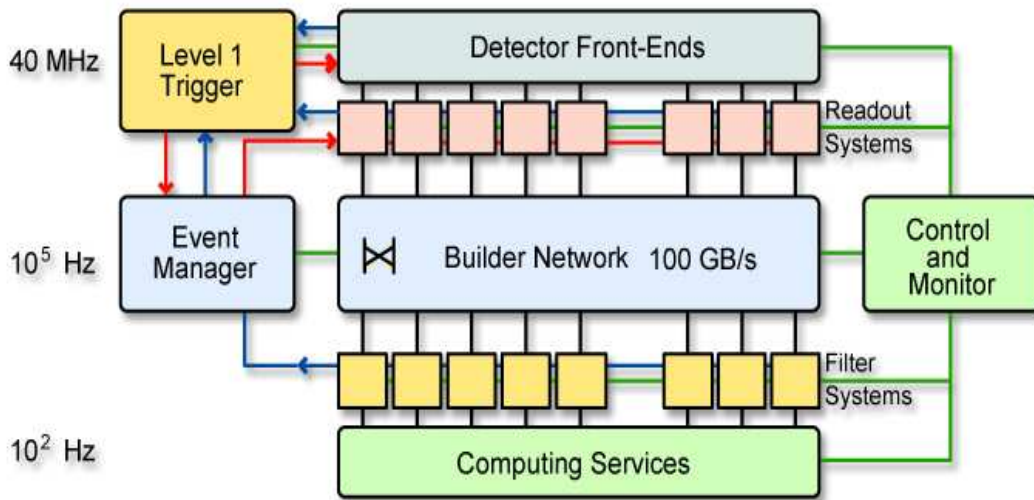 40 MHz
Level 1
Trigger
Detector Front-Ends
Readout
Systems
10⁵ Hz
Event
Manager
Builder Network 100 GB/s
Control
and
Monitor
Filter
Systems
10² Hz
Computing Services